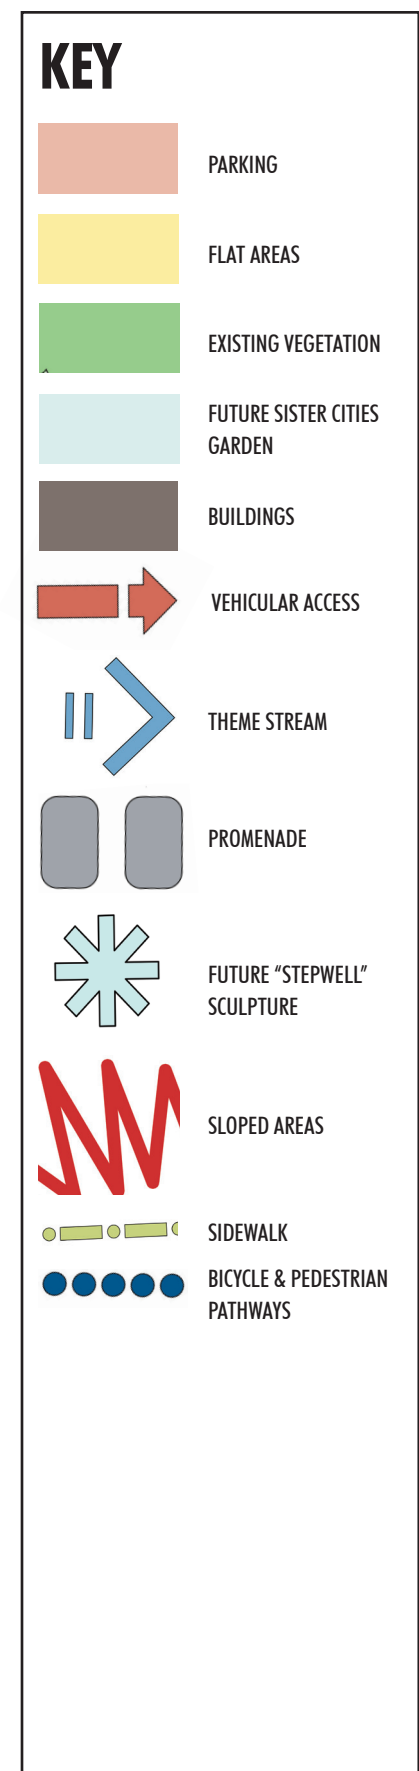 KEY
PARKING
FLAT AREAS
EXISTING VEGETATION
FUTURE SISTER CITIES
GARDEN
BUILDINGS
VEHICULAR ACCESS
THEME STREAM
PROMENADE
FUTURE “STEPWELL”
SCULPTURE
SLOPED AREAS
SIDEWALK
BICYCLE & PEDESTRIAN
PATHWAYS